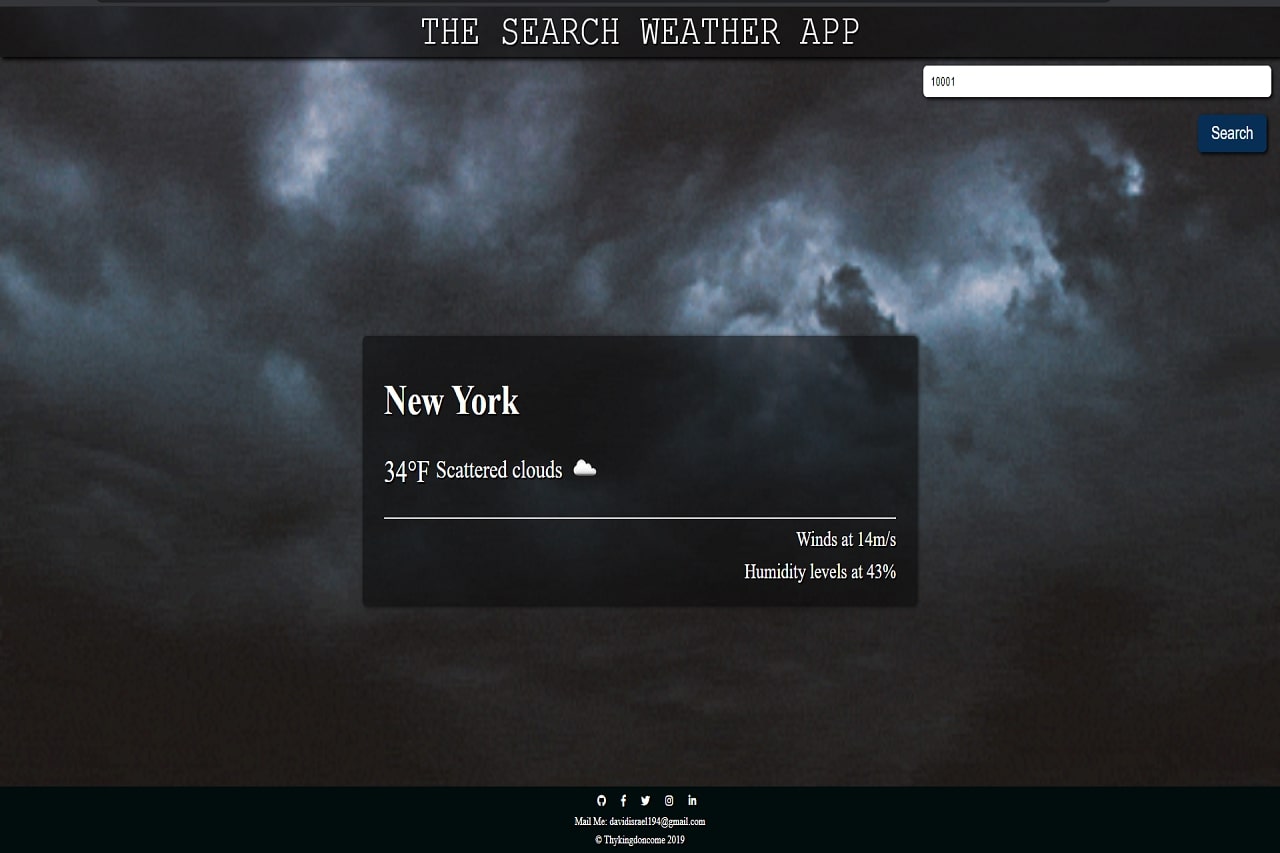 THE SEARCH WEATHER APP
10001
Search
New York
34°F Scattered clouds
Winds at 14m/s
Humidity levels at 43%
Mail Me: davidisrael194@gmail.com
© Thykingdoncome 2019